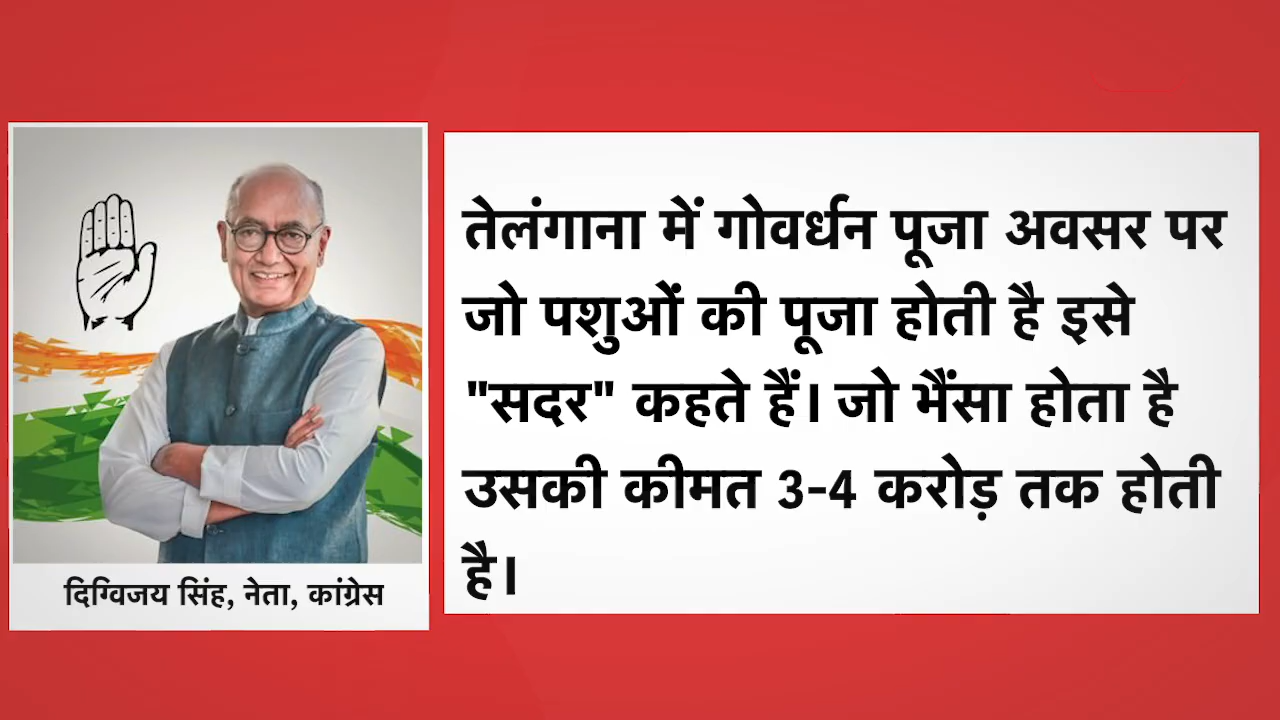 तेलंगाना में गोवर्धन पूजा अवसर पर
जो पशुओं की पूजा होती है इसे
"सदर" कहते हैं। जो भैंसा होता है
उसकी कीमत 3-4 करोड़ तक होती
है।
दिग्विजय सिंह, नेता, कांग्रेस